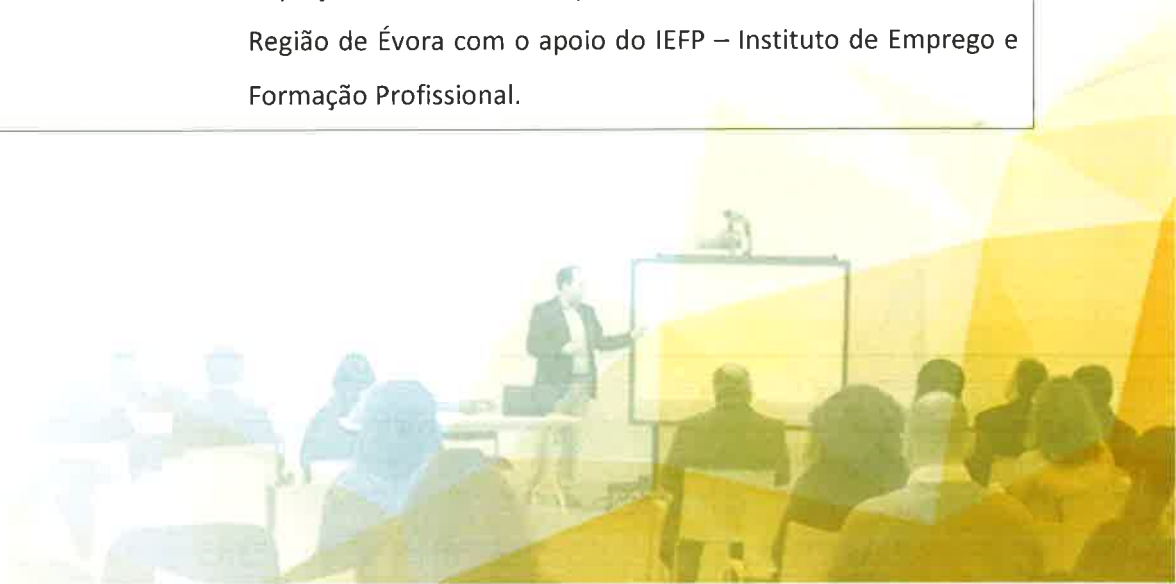 Região de Évora com o apoio do IEFP – Instituto de Emprego e
Formação Profissional.